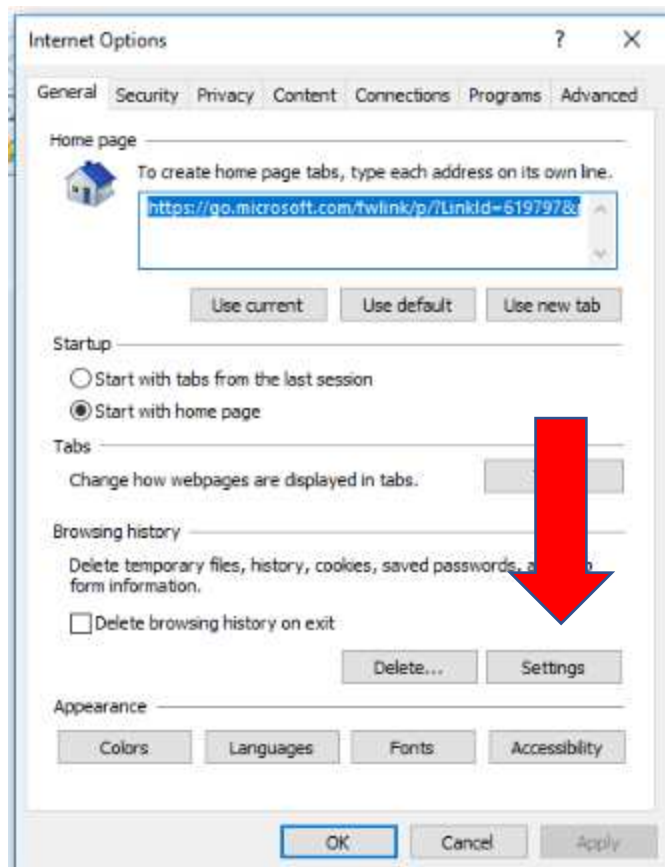 Internet Options
General Security Privacy Content Connections Programs Advanced
Home page
To create home page tabs, type each address on its own line.
https://go.microsoft.com/fwlink/p/?LinkId=619797&
Use current Use default Use new tab
Startup
Start with tabs from the last session
Start with home page
Tabs
Change how webpages are displayed in tabs.
Browsing history
Delete temporary files, history, cookies, saved passwords,
form information.
Delete browsing history on exit
Delete... Settings
Appearance
Colors Languages Fonts Accessibility
OK Cancel Apply